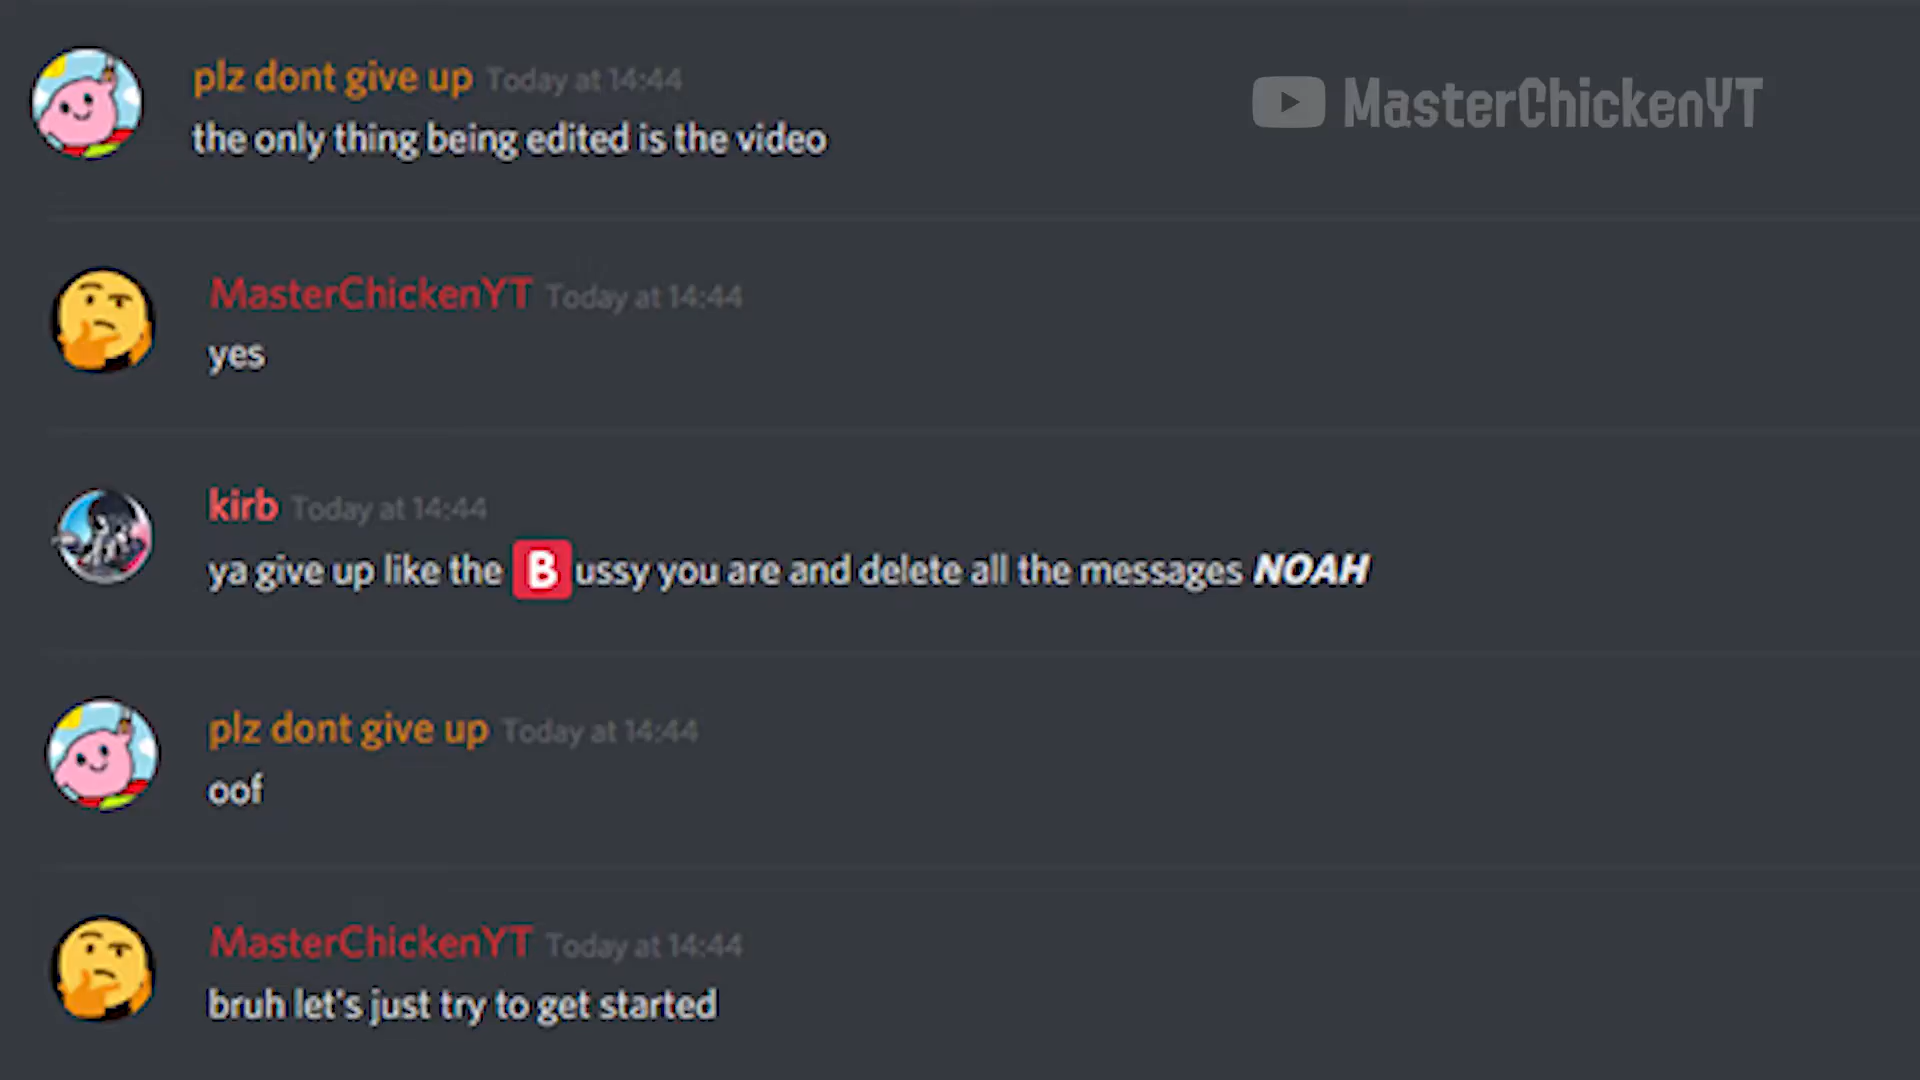 plz dont give up Today at 14:44
MasterChickenYT
the only thing being edited is the video
MasterChickenYT Today at 14:44
yes
kirb Today at 14:44
ya give up like the 🅱ussy you are and delete all the messages NOAH
plz dont give up Today at 14:44
oof
MasterChickenYT Today at 14:44
bruh let's just try to get started